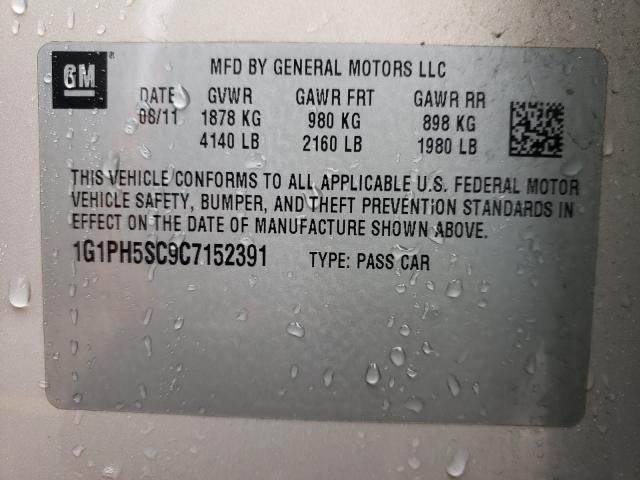 GM
MFD BY GENERAL MOTORS LLC
DATE GVWR GAWR FRT GAWR RR
08/11 1878 KG 980 KG 898 KG
4140 LB 2160 LB 1980 LB
THIS VEHICLE CONFORMS TO ALL APPLICABLE U.S. FEDERAL MOTOR
VEHICLE SAFETY, BUMPER, AND THEFT PREVENTION STANDARDS IN
EFFECT ON THE DATE OF MANUFACTURE SHOWN ABOVE.
1G1PH5SC9C7152391 TYPE: PASS CAR